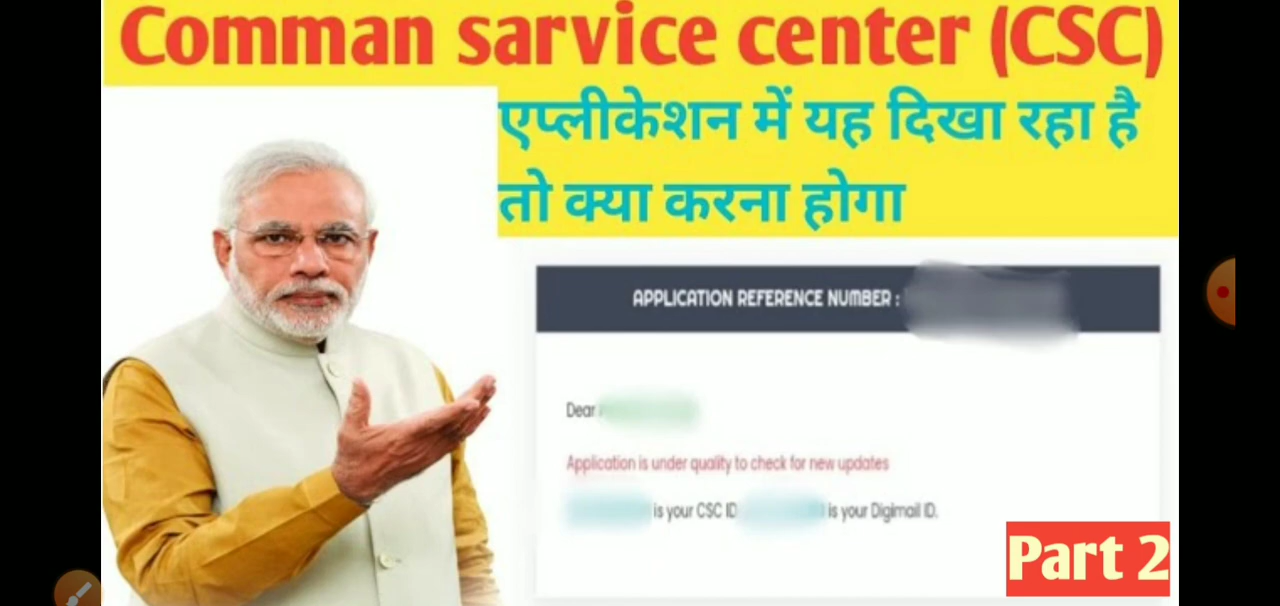 Comman sarvice center (CSC)
एप्लीकेशन में यह दिखा रहा है
तो क्या करना होगा
APPLICATION REFERENCE NUMBER :
Dear
Application is under quality to check for new updates
is your CSC ID is your Digimail ID.
Part 2